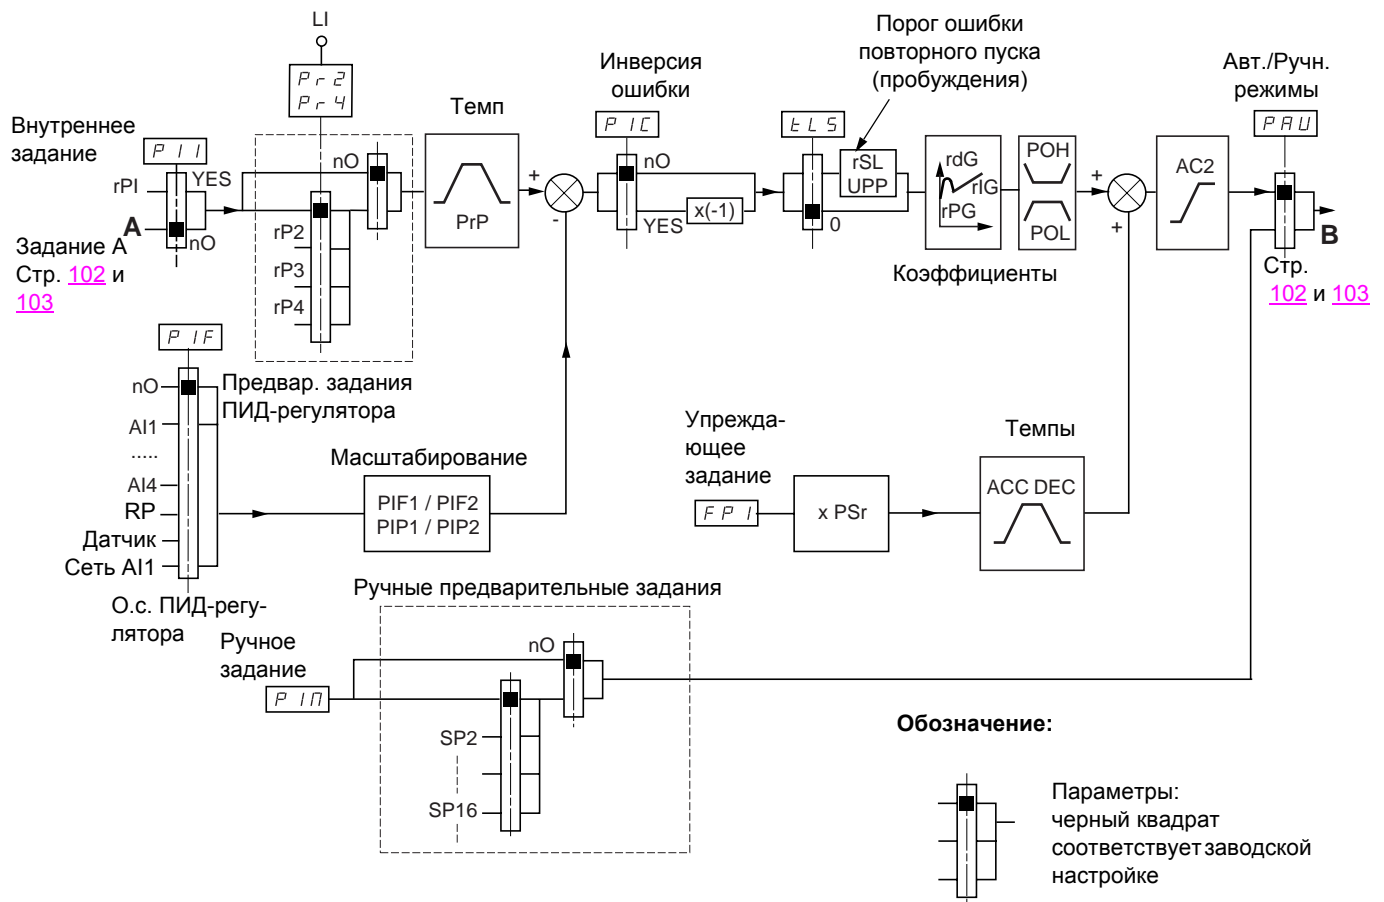 LI
Pr2
Pr4
Порог ошибки
повторного пуска
(пробуждения)
Инверсия
ошибки
Авт./Ручн.
режимы
Темп
Внутреннее
задание
PII
PIC
tLS
PAU
nO
YES
rPI
A
nO
Задание А
Стр. 102 и
103
rP2
rP3
rP4
PrP
+
-
nO
YES
x(-1)
rSL
UPP
0
rdG
rIG
rPG
POH
POL
Коэффициенты
+
+
AC2
B
Стр.
102 и 103
PIF
nO
AI1
.....
AI4
RP
Датчик
Сеть AI1
О.с. ПИД-регу-
лятора
Предвар. задания
ПИД-регулятора
Масштабирование
PIF1 / PIF2
PIP1 / PIP2
Упрежда-
ющее
задание
FPI
x PSr
Темпы
ACC DEC
Ручные предварительные задания
Ручное
задание
PIM
nO
SP2
SP16
Обозначение:
Параметры:
черный квадрат
соответствует заводской
настройке